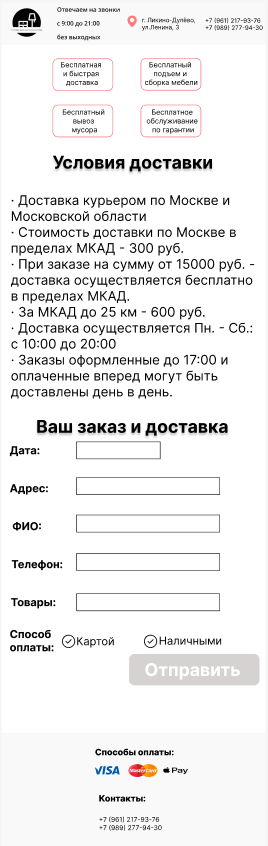 Отвечаем на звонки
с 9:00 до 21:00
без выходных
г. Ликино-Дулёво,
ул.Ленина, 3
+7 (961) 217-93-76
+7 (989) 277-94-30
Бесплатная
и быстрая
доставка
Бесплатный
подъем и
сборка мебели
Бесплатный
вывоз
мусора
Бесплатное
обслуживание
по гарантии
Условия доставки
· Доставка курьером по Москве и
Московской области
· Стоимость доставки по Москве в
пределах МКАД - 300 руб.
· При заказе на сумму от 15000 руб. -
доставка осуществляется бесплатно
в пределах МКАД.
· За МКАД до 25 км - 600 руб.
· Доставка осуществляется Пн. - Сб.:
с 10:00 до 20:00
· Заказы оформленные до 17:00 и
оплаченные вперед могут быть
доставлены день в день.
Ваш заказ и доставка
Дата:
Адрес:
ФИО:
Телефон:
Товары:
Способ
оплаты:
Картой
Наличными
Отправить
Способы оплаты:
VISA
MasterCard
Pay
Контакты:
+7 (961) 217-93-76
+7 (989) 277-94-30